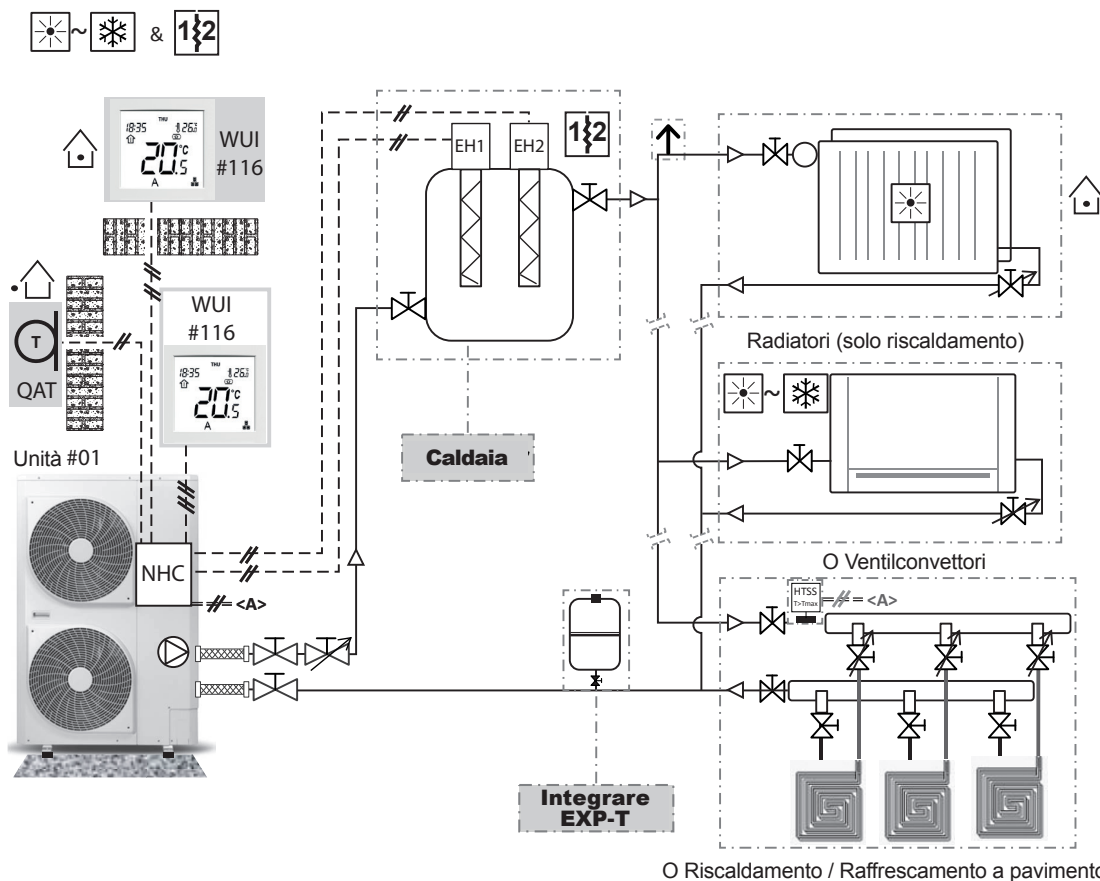 ~ & 1 2
18:35 THU 26.5
20.5 °C
A
WUI
#116
EH1 EH2 1 2
T
QAT
WUI
#116
18:35 THU 26.5
20.5 °C
A
Radiatori (solo riscaldamento)
~
Caldaia
Unità #01
NHC
<A>
O Ventilconvettori
HTSS
T>Tmax
<A>
Integrare
EXP-T
O Riscaldamento / Raffrescamento a pavimento